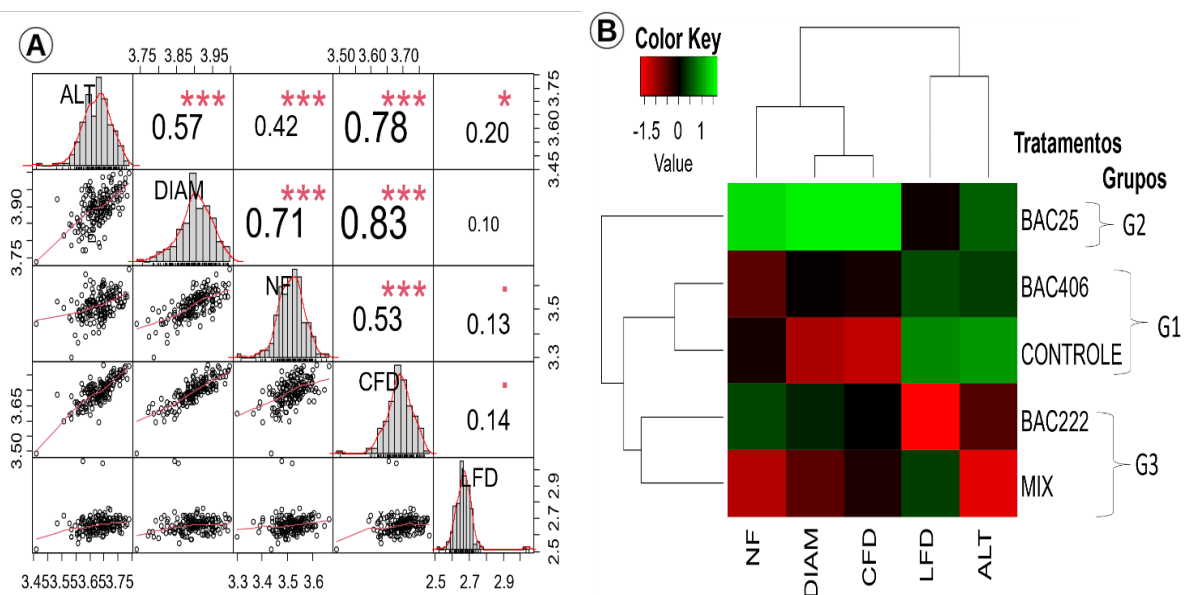 A
3.75 3.85 3.95
3.50 3.60 3.70
ALT
***
0.57
***
0.42
***
0.78
*
0.20
3.45 3.60 3.75
3.75 3.90
DIAM
***
0.71
***
0.83
0.10
NF
***
0.53
.
0.13
3.3 3.5
3.50 3.65
CFD
.
0.14
LFD
2.5 2.7 2.9
3.45 3.55 3.65 3.75
3.3 3.4 3.5 3.6
2.5 2.7 2.9
B
Color Key
-1.5 0 1
Value
Tratamentos
Grupos
BAC25
G2
BAC406
G1
CONTROLE
BAC222
G3
MIX
NF
DIAM
CFD
LFD
ALT